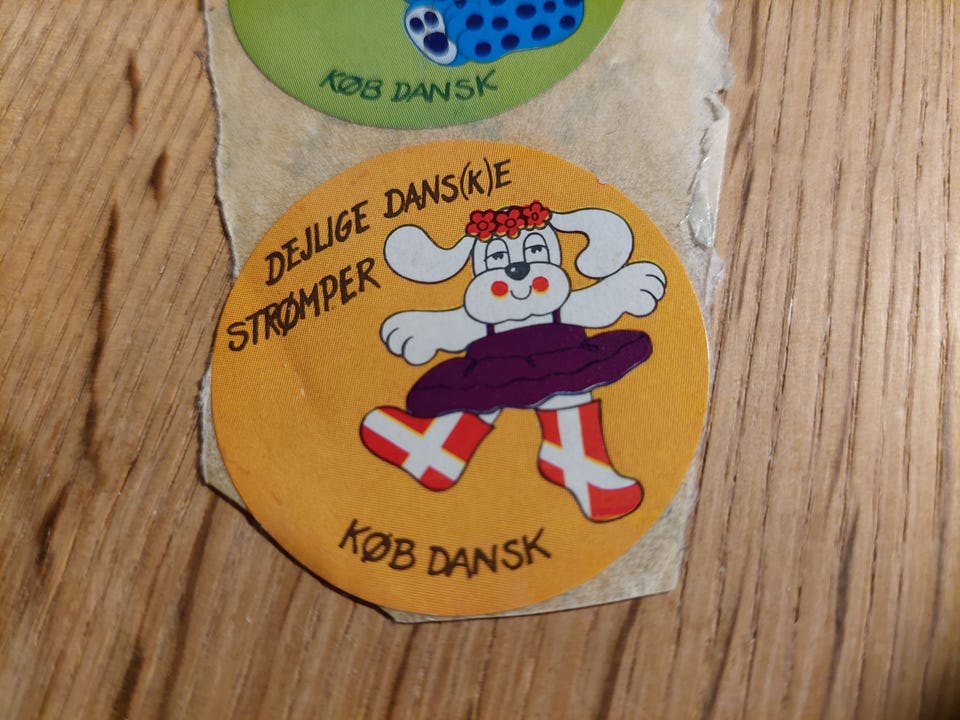 KØB DANSK
DEJLIGE DANS(K)E
STRØMPER
KØB DANSK